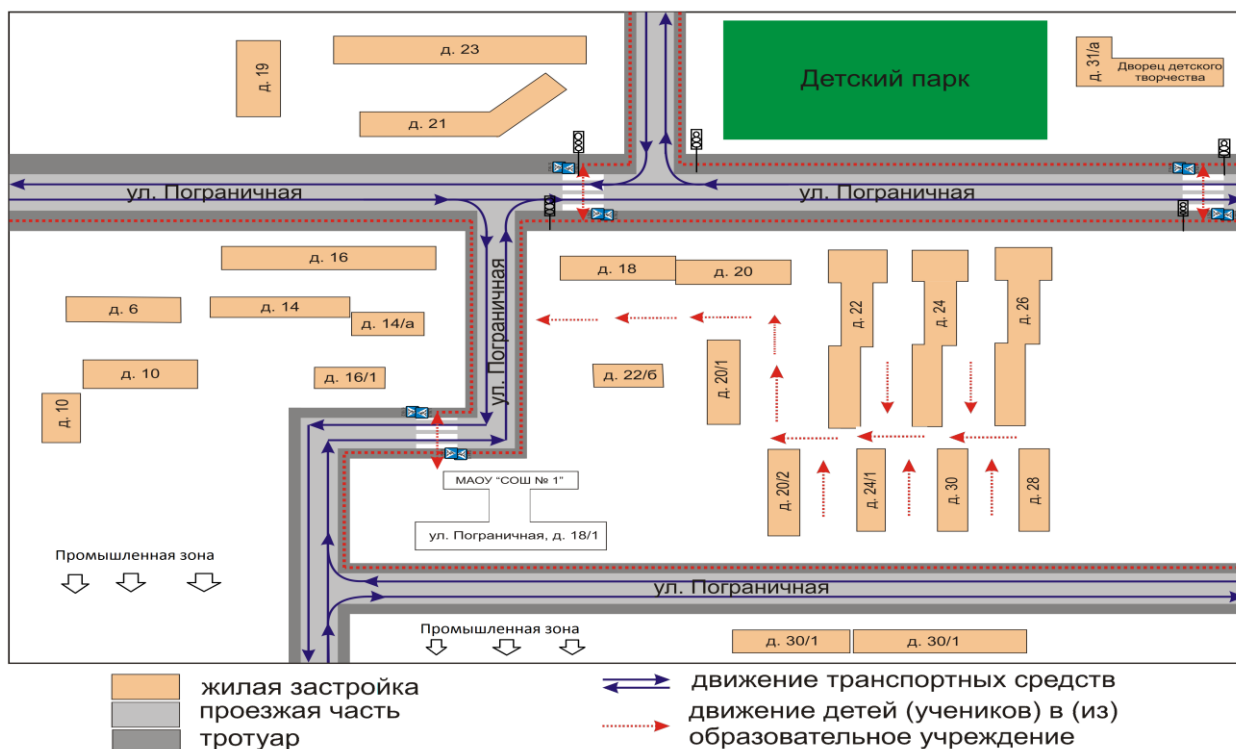 д. 19
д. 23
д. 21
Детский парк
д. 31/а
Дворец детского
творчества
ул. Пограничная
ул. Пограничная
д. 16
д. 6
д. 14
д. 14/а
д. 10
д. 16/1
д. 10
ул. Пограничная
д. 18
д. 20
д. 22
д. 24
д. 26
д. 22/б
д. 20/1
д. 20/2
д. 24/1
д. 30
д. 28
МАОУ "СОШ № 1"
ул. Пограничная, д. 18/1
Промышленная зона
ул. Пограничная
Промышленная зона
д. 30/1
д. 30/1
жилая застройка
проезжая часть
тротуар
движение транспортных средств
движение детей (учеников) в (из)
образовательное учреждение